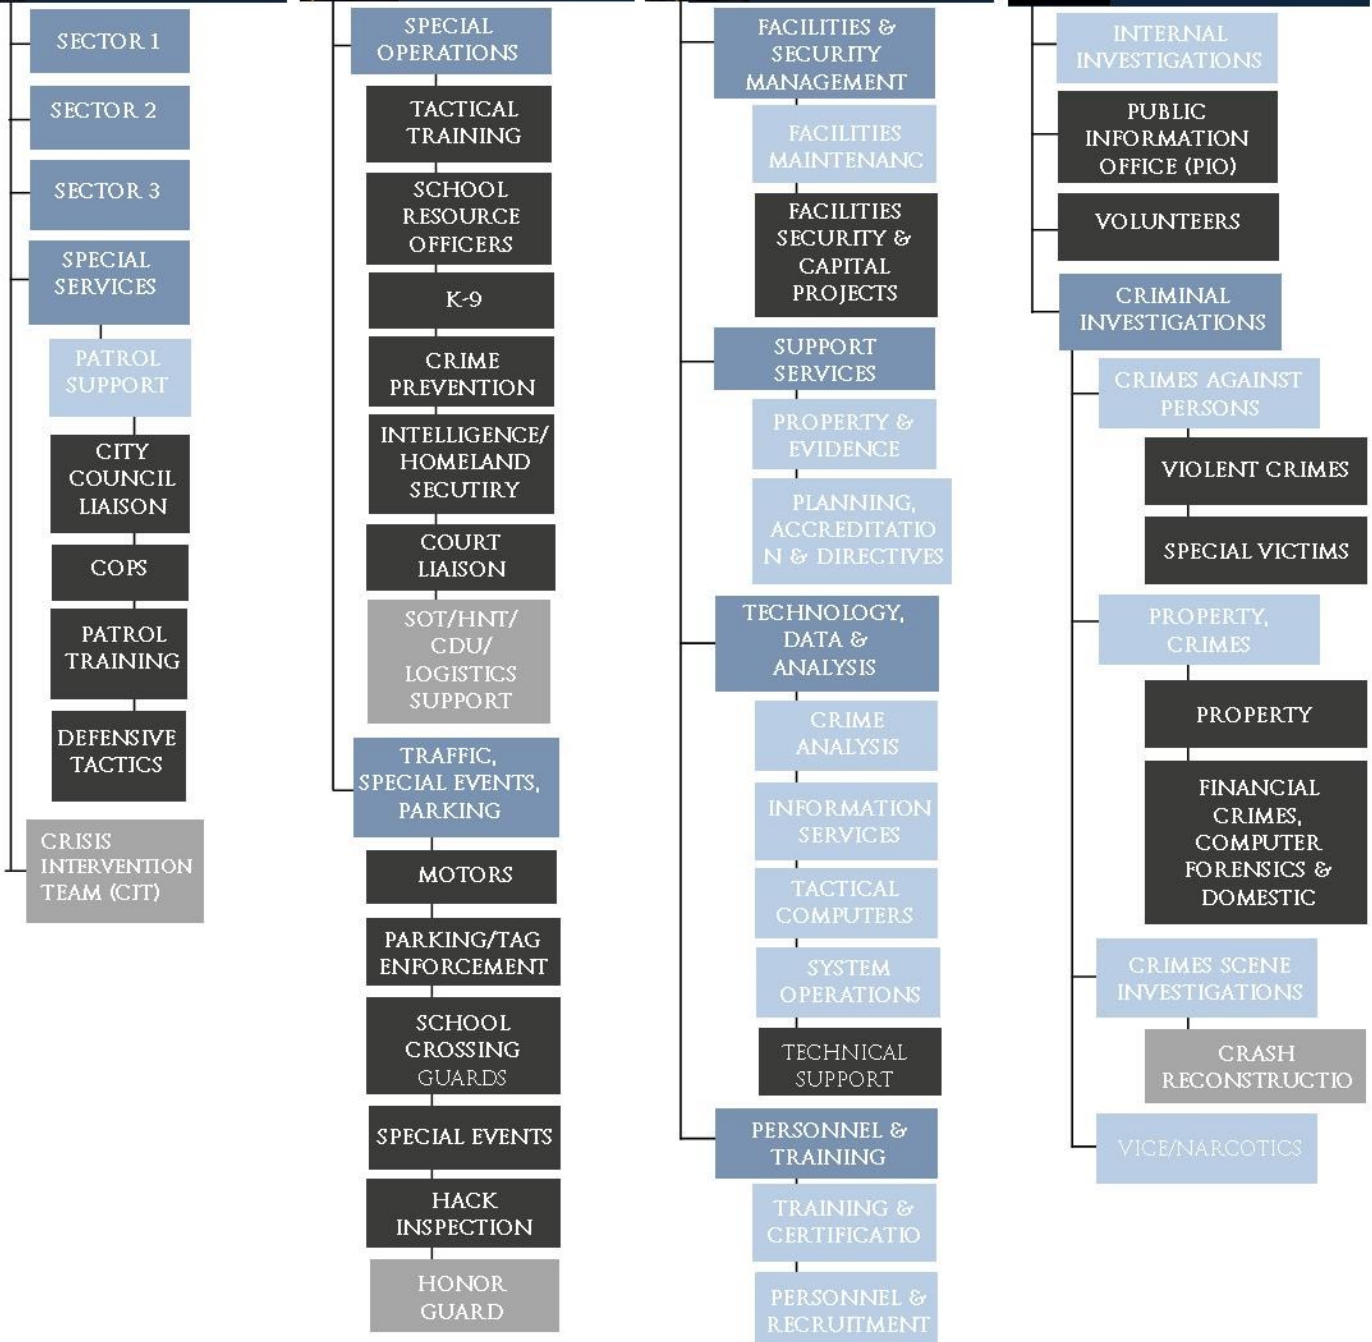 SECTOR 1
SECTOR 2
SECTOR 3
SPECIAL
SERVICES
PATROL
SUPPORT
CITY
COUNCIL
LIAISON
COPS
PATROL
TRAINING
DEFENSIVE
TACTICS
CRISIS
INTERVENTION
TEAM (CIT)
SPECIAL
OPERATIONS
TACTICAL
TRAINING
SCHOOL
RESOURCE
OFFICERS
K-9
CRIME
PREVENTION
INTELLIGENCE/
HOMELAND
SECUTIRY
COURT
LIAISON
SOT/HNT/
CDU/
LOGISTICS
SUPPORT
TRAFFIC,
SPECIAL EVENTS,
PARKING
MOTORS
PARKING/TAG
ENFORCEMENT
SCHOOL
CROSSING
GUARDS
SPECIAL EVENTS
HACK
INSPECTION
HONOR
GUARD
FACILITIES &
SECURITY
MANAGEMENT
FACILITIES
MAINTENANC
FACILITIES
SECURITY &
CAPITAL
PROJECTS
SUPPORT
SERVICES
PROPERTY &
EVIDENCE
PLANNING,
ACCREDITATIO
N & DIRECTIVES
TECHNOLOGY,
DATA &
ANALYSIS
CRIME
ANALYSIS
INFORMATION
SERVICES
TACTICAL
COMPUTERS
SYSTEM
OPERATIONS
TECHNICAL
SUPPORT
PERSONNEL &
TRAINING
TRAINING &
CERTIFICATIO
PERSONNEL &
RECRUITMENT
INTERNAL
INVESTIGATIONS
PUBLIC
INFORMATION
OFFICE (PIO)
VOLUNTEERS
CRIMINAL
INVESTIGATIONS
CRIMES AGAINST
PERSONS
VIOLENT CRIMES
SPECIAL VICTIMS
PROPERTY,
CRIMES
PROPERTY
FINANCIAL
CRIMES,
COMPUTER
FORENSICS &
DOMESTIC
CRIMES SCENE
INVESTIGATIONS
CRASH
RECONSTRUCTIO
VICE/NARCOTICS